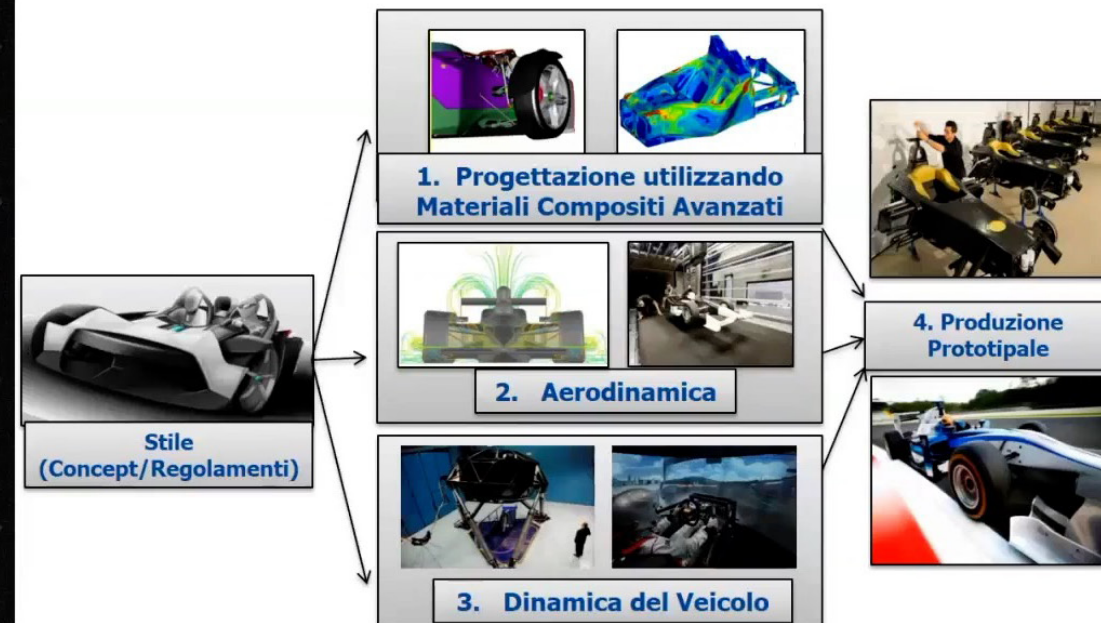 Stile
(Concept/Regolamenti)
1. Progettazione utilizzando
Materiali Compositi Avanzati
2. Aerodinamica
3. Dinamica del Veicolo
4. Produzione
Prototipale